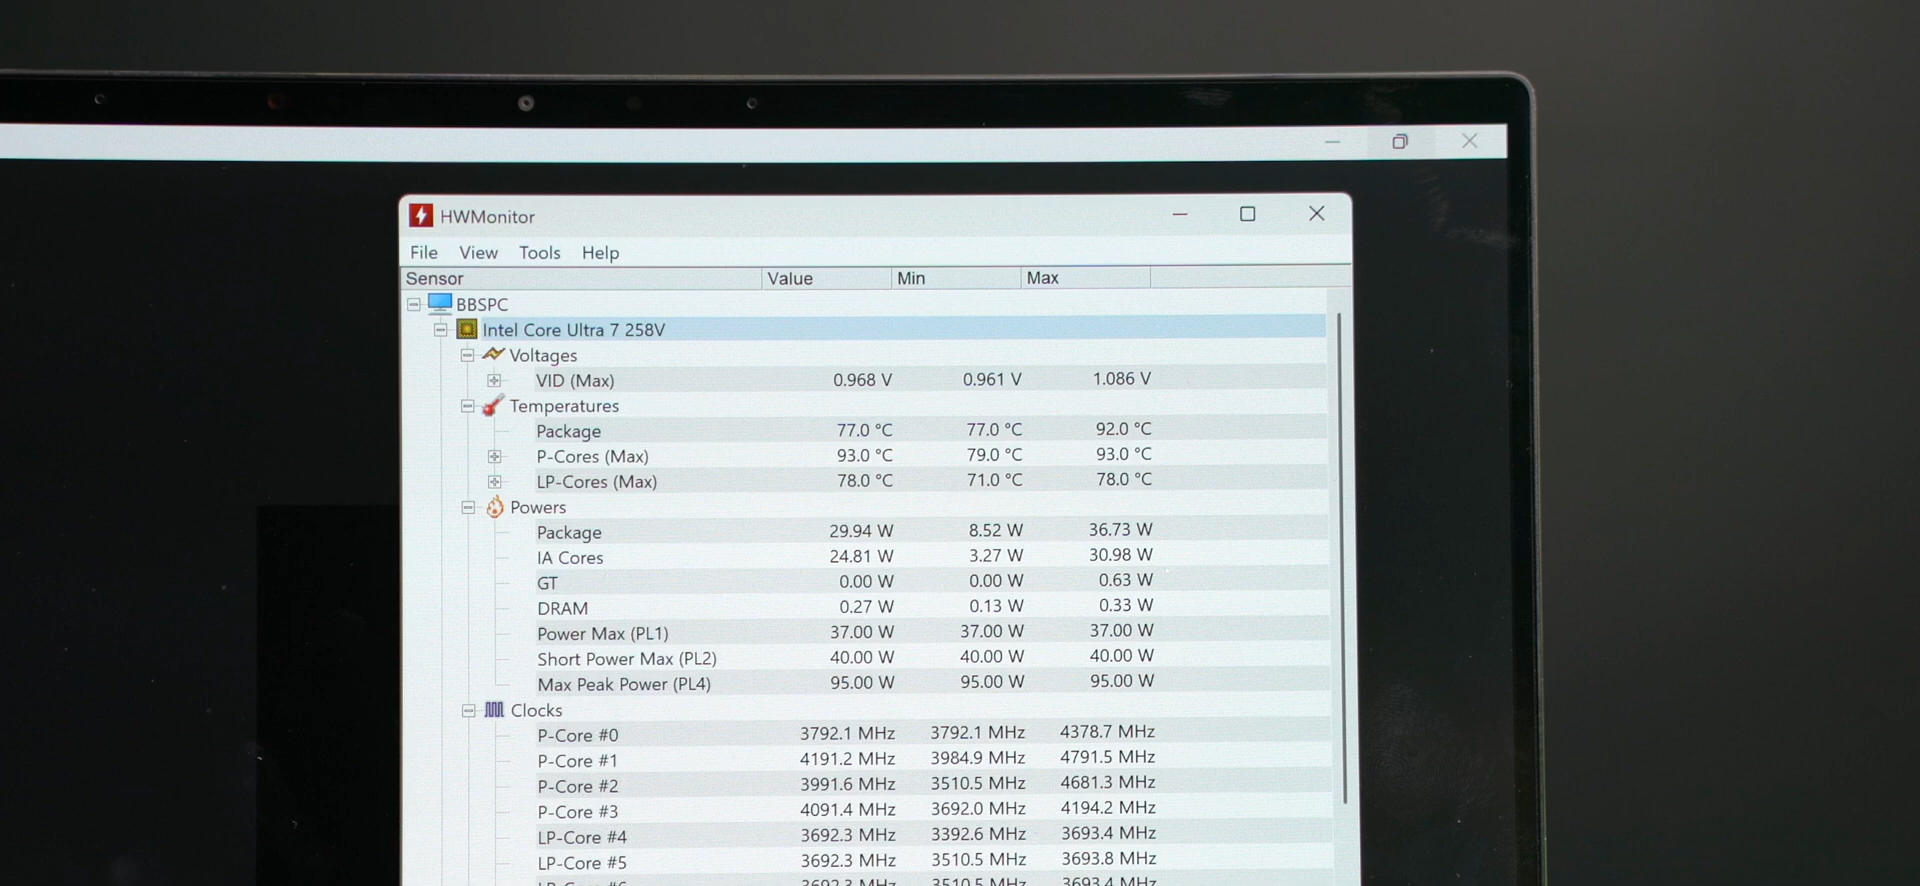 HWMonitor
File View Tools Help
Sensor Value Min Max
BBSPC
Intel Core Ultra 7 258V
Voltages
VID (Max) 0.968 V 0.961 V 1.086 V
Temperatures
Package 77.0 °C 77.0 °C 92.0 °C
P-Cores (Max) 93.0 °C 79.0 °C 93.0 °C
LP-Cores (Max) 78.0 °C 71.0 °C 78.0 °C
Powers
Package 29.94 W 8.52 W 36.73 W
IA Cores 24.81 W 3.27 W 30.98 W
GT 0.00 W 0.00 W 0.63 W
DRAM 0.27 W 0.13 W 0.33 W
Power Max (PL1) 37.00 W 37.00 W 37.00 W
Short Power Max (PL2) 40.00 W 40.00 W 40.00 W
Max Peak Power (PL4) 95.00 W 95.00 W 95.00 W
Clocks
P-Core #0 3792.1 MHz 3792.1 MHz 4378.7 MHz
P-Core #1 4191.2 MHz 3984.9 MHz 4791.5 MHz
P-Core #2 3991.6 MHz 3510.5 MHz 4681.3 MHz
P-Core #3 4091.4 MHz 3692.0 MHz 4194.2 MHz
LP-Core #4 3692.3 MHz 3392.6 MHz 3693.4 MHz
LP-Core #5 3692.3 MHz 3510.5 MHz 3693.8 MHz
3692.3 MHz 3510.5 MHz 3693.4 MHz